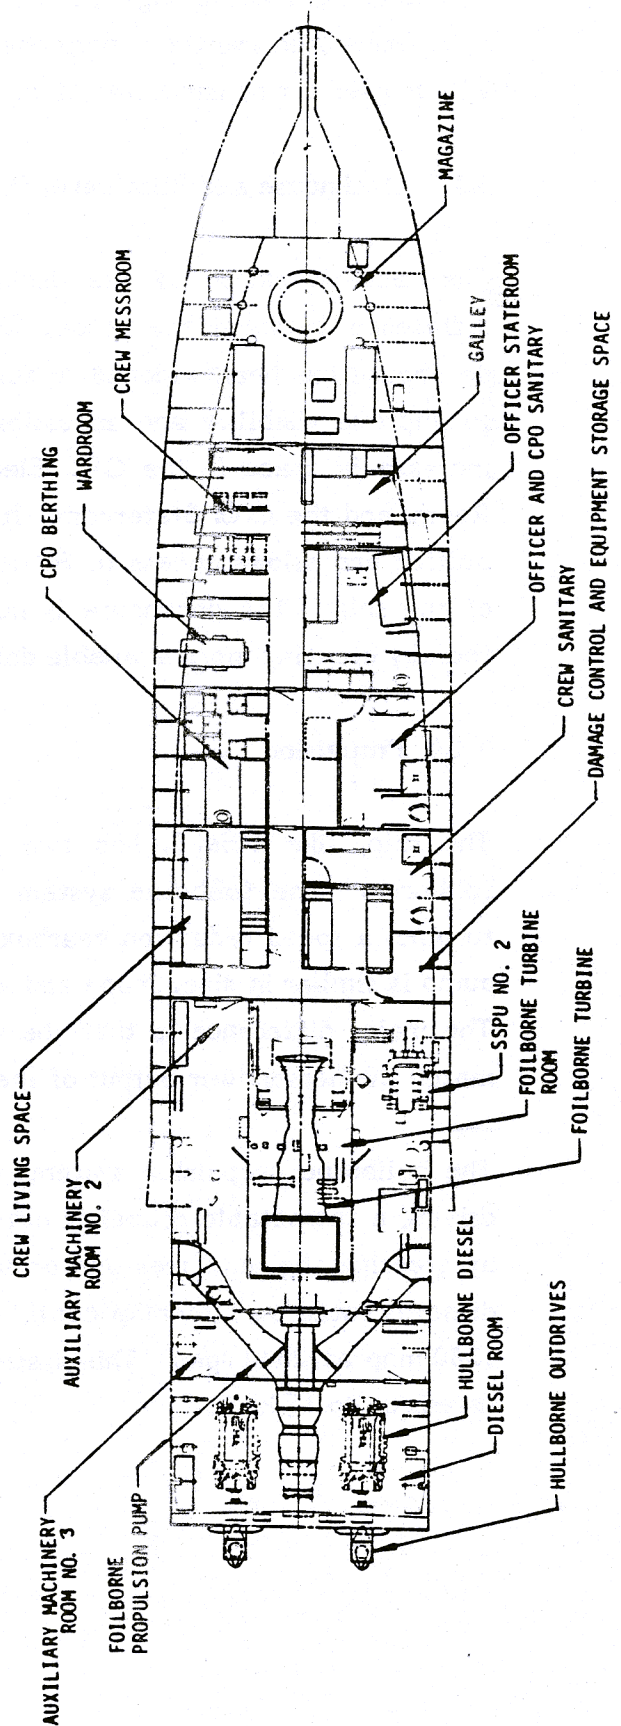 AUXILIARY MACHINERY
ROOM NO. 3
FOILBORNE
PROPULSION PUMP
AUXILIARY MACHINERY
ROOM NO. 2
CREW LIVING SPACE
CPO BERTHING
WARDROOM
CREW MESSROOM
MAGAZINE
GALLEY
OFFICER STATEROOM
OFFICER AND CPO SANITARY
CREW SANITARY
DAMAGE CONTROL AND EQUIPMENT STORAGE SPACE
SSPU NO. 2
FOILBORNE TURBINE
ROOM
FOILBORNE TURBINE
HULLBORNE DIESEL
DIESEL ROOM
HULLBORNE OUTDRIVES